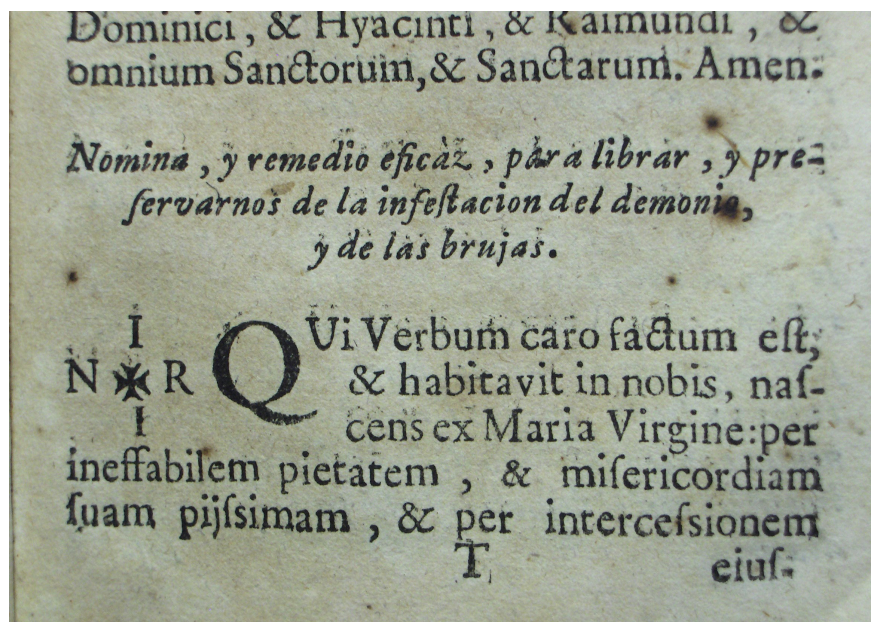 Dominici, & Hyacinti, & Raimundi, &
omnium Sanctorum, & Sanctarum. Amen.
Nomina, y remedio eficàz, para librar, y pre-
ſervarnos de la infeſtacion del demonio,
y de las brujas.
I
N ✠ R
I
QUi Verbum caro factum eſt,
& habitavit in nobis, naſ-
cens ex Maria Virgine: per
ineffabilem pietatem, & miſericordiam
ſuam pijſsimam, & per interceſsionem
T eiuſ-